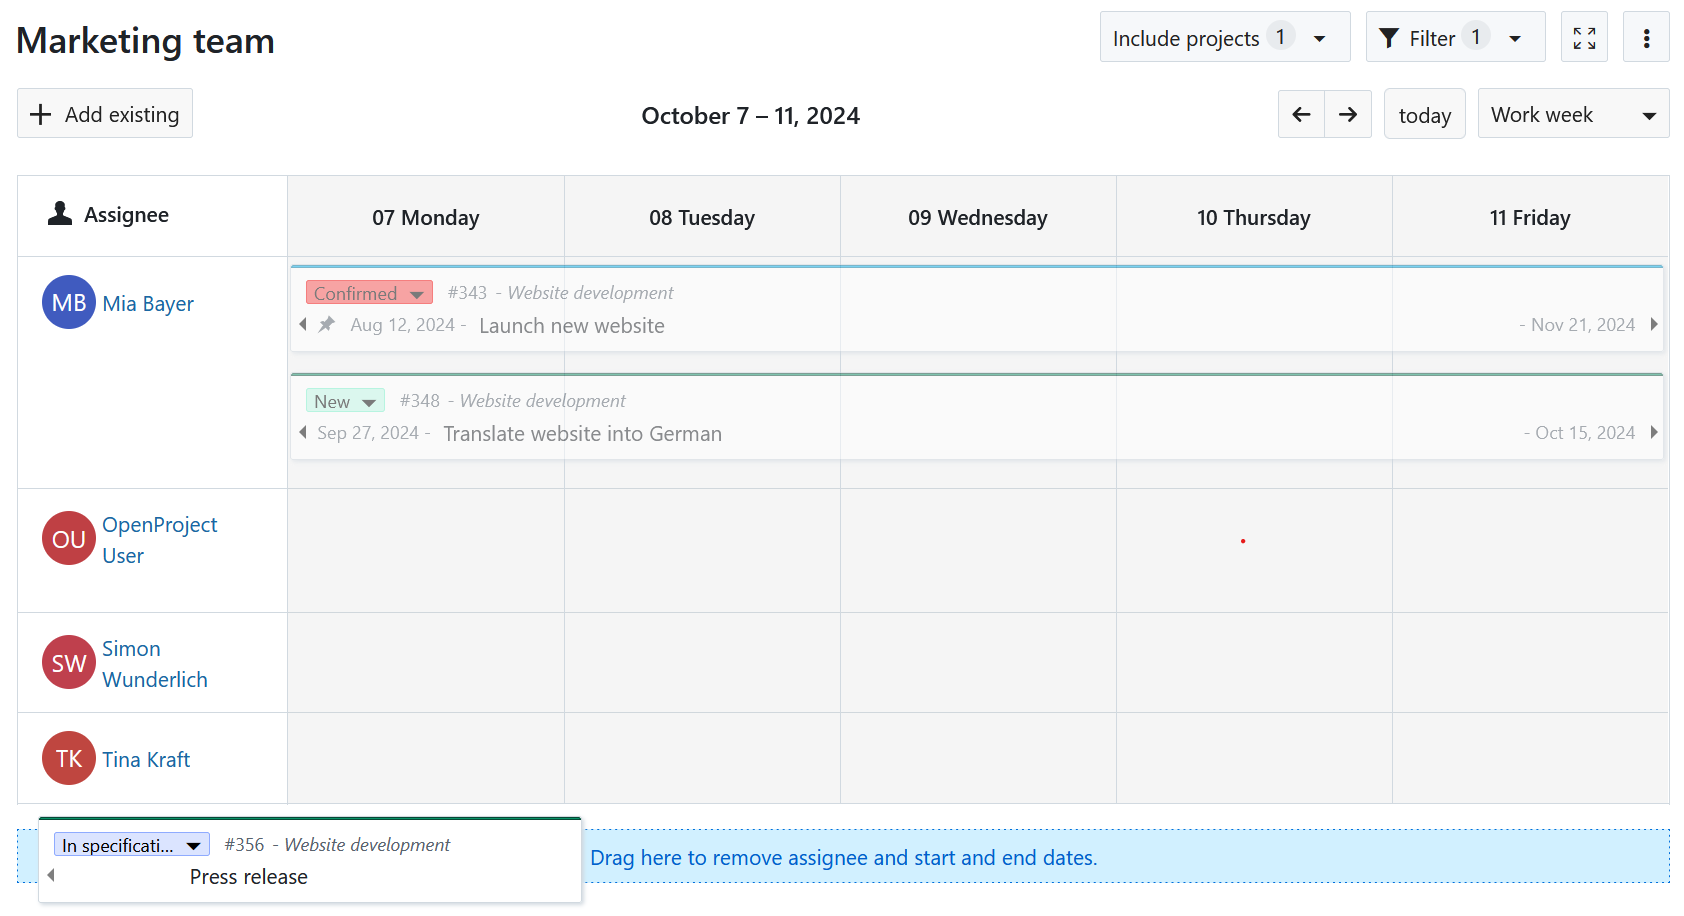 Marketing team
Include projects 1
Filter 1
Add existing
October 7 – 11, 2024
today
Work week
Assignee
07 Monday
08 Tuesday
09 Wednesday
10 Thursday
11 Friday
MB Mia Bayer
Confirmed #343 - Website development
Aug 12, 2024 - Launch new website - Nov 21, 2024
New #348 - Website development
Sep 27, 2024 - Translate website into German - Oct 15, 2024
OU OpenProject
User
SW Simon
Wunderlich
TK Tina Kraft
In specificati... #356 - Website development
Press release
Drag here to remove assignee and start and end dates.